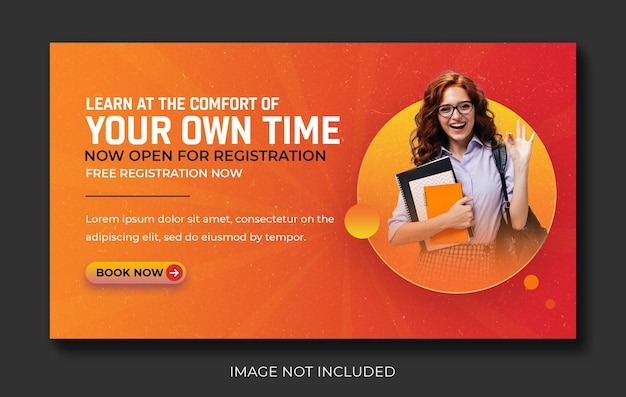 LEARN AT THE COMFORT OF
YOUR OWN TIME
NOW OPEN FOR REGISTRATION
FREE REGISTRATION NOW
Lorem ipsum dolor sit amet, consectetur on the
secte adipiscing elit, sed do eiusmod by tempor.
BOOK NOW
IMAGE NOT INCLUDED